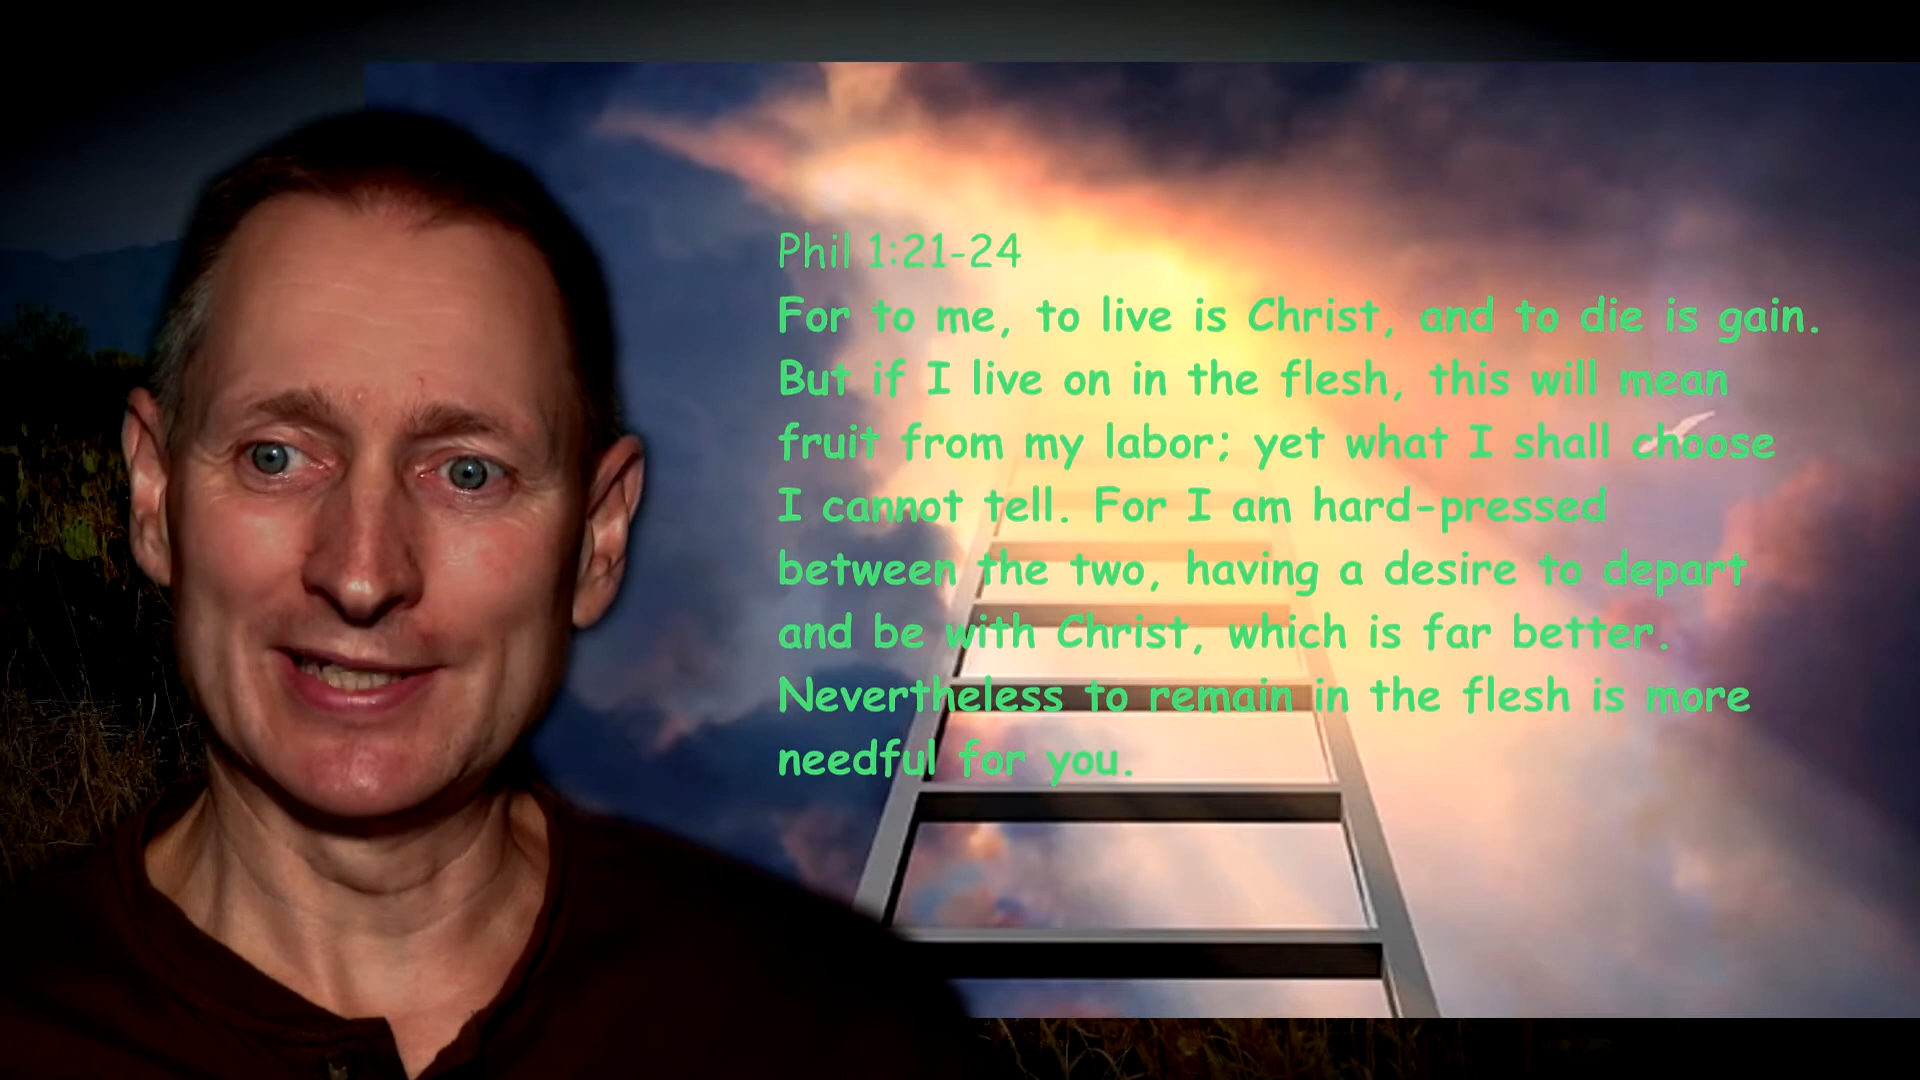 Phil 1:21-24
For to me, to live is Christ, and to die is gain.
But if I live on in the flesh, this will mean
fruit from my labor; yet what I shall choose
I cannot tell. For I am hard-pressed
between the two, having a desire to depart
and be with Christ, which is far better.
Nevertheless to remain in the flesh is more
needful for you.